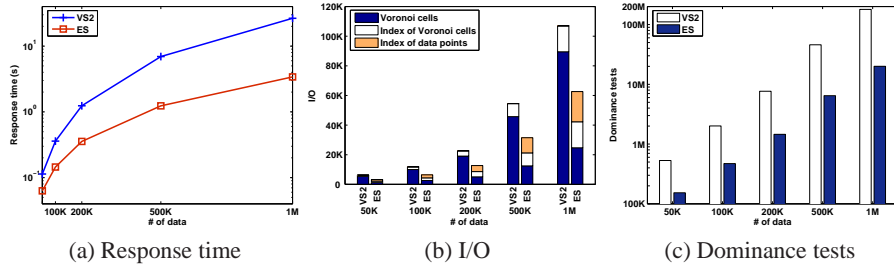 VS2
ES
Response time (s)
10^1
10^0
10^-1
100K 200K 500K 1M
# of data
(a) Response time
120K
100K
80K
60K
40K
20K
0
I/O
Voronoi cells
Index of Voronoi cells
Index of data points
VS2 ES VS2 ES VS2 ES VS2 ES VS2 ES
50K 100K 200K 500K 1M
# of data
(b) I/O
200M
100M
10M
1M
100K
Dominance tests
VS2
ES
50K 100K 200K 500K 1M
# of data
(c) Dominance tests